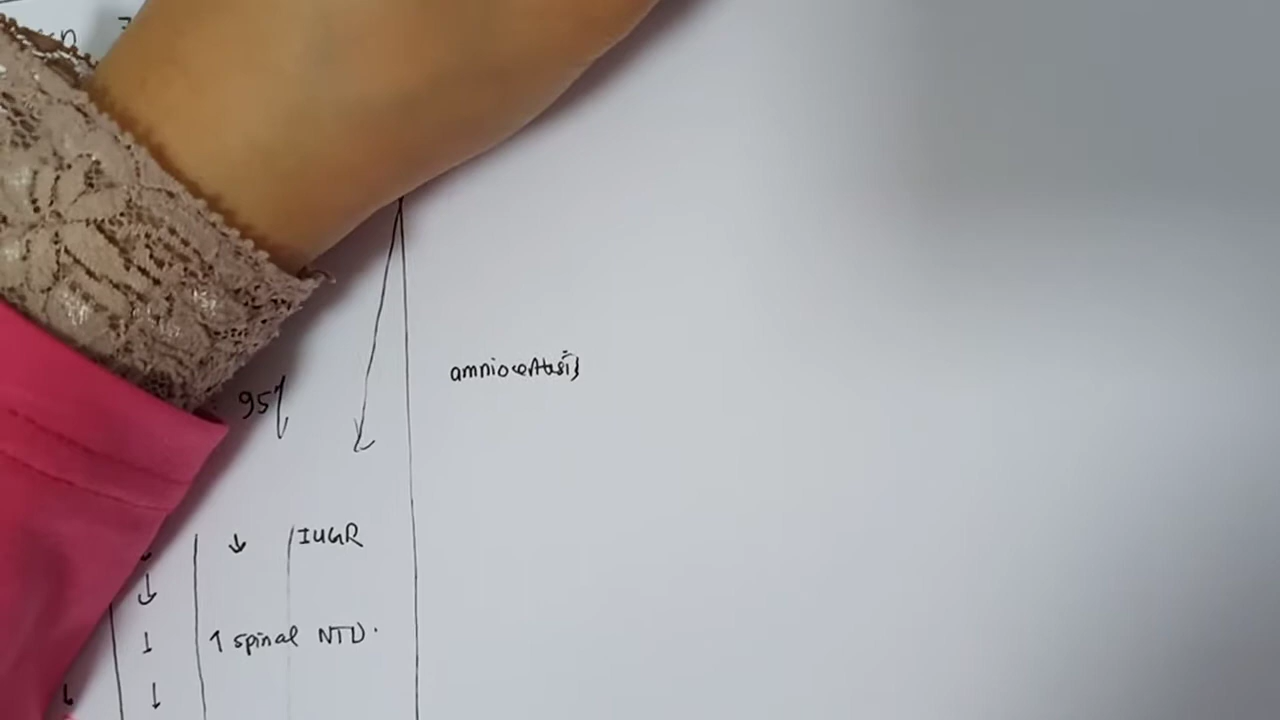 amniocentesis
95%
↓ IUGR
↓
↓ ↑ spinal NTD.
↓ ↓